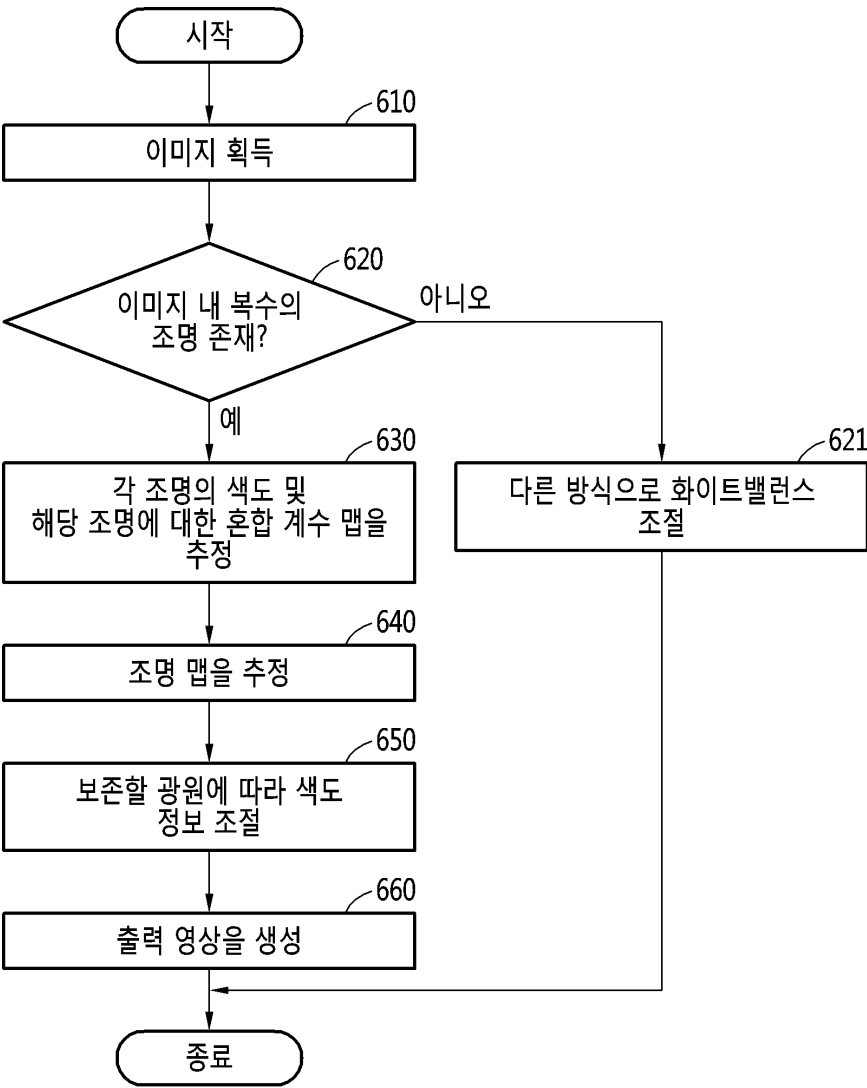 시작
610
이미지 획득
620
이미지 내 복수의
조명 존재?
아니오
예
630
각 조명의 색도 및
해당 조명에 대한 혼합 계수 맵을
추정
621
다른 방식으로 화이트밸런스
조절
640
조명 맵을 추정
650
보존할 광원에 따라 색도
정보 조절
660
출력 영상을 생성
종료